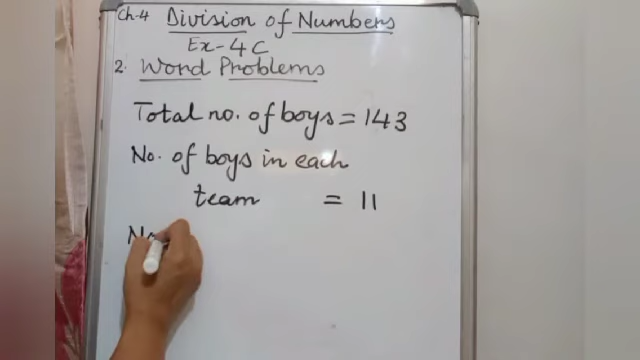 Ch-4 Division of Numbers
Ex-4C
2. Word Problems
Total no. of boys = 143
No. of boys in each
team = 11
No